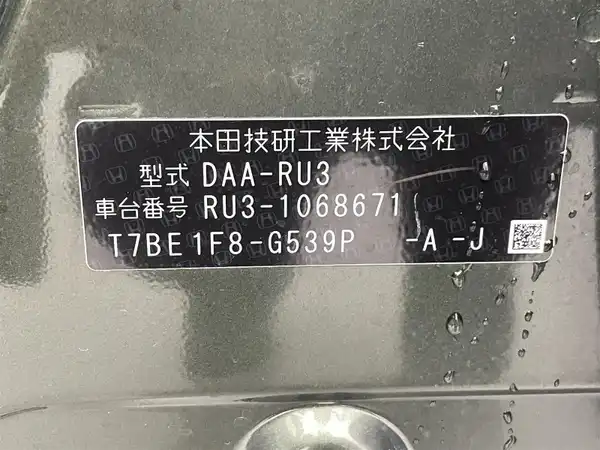 本田技研工業株式会社
型式 DAA-RU3
車台番号 RU3-1068671
T7BE1F8-G539P -A -J